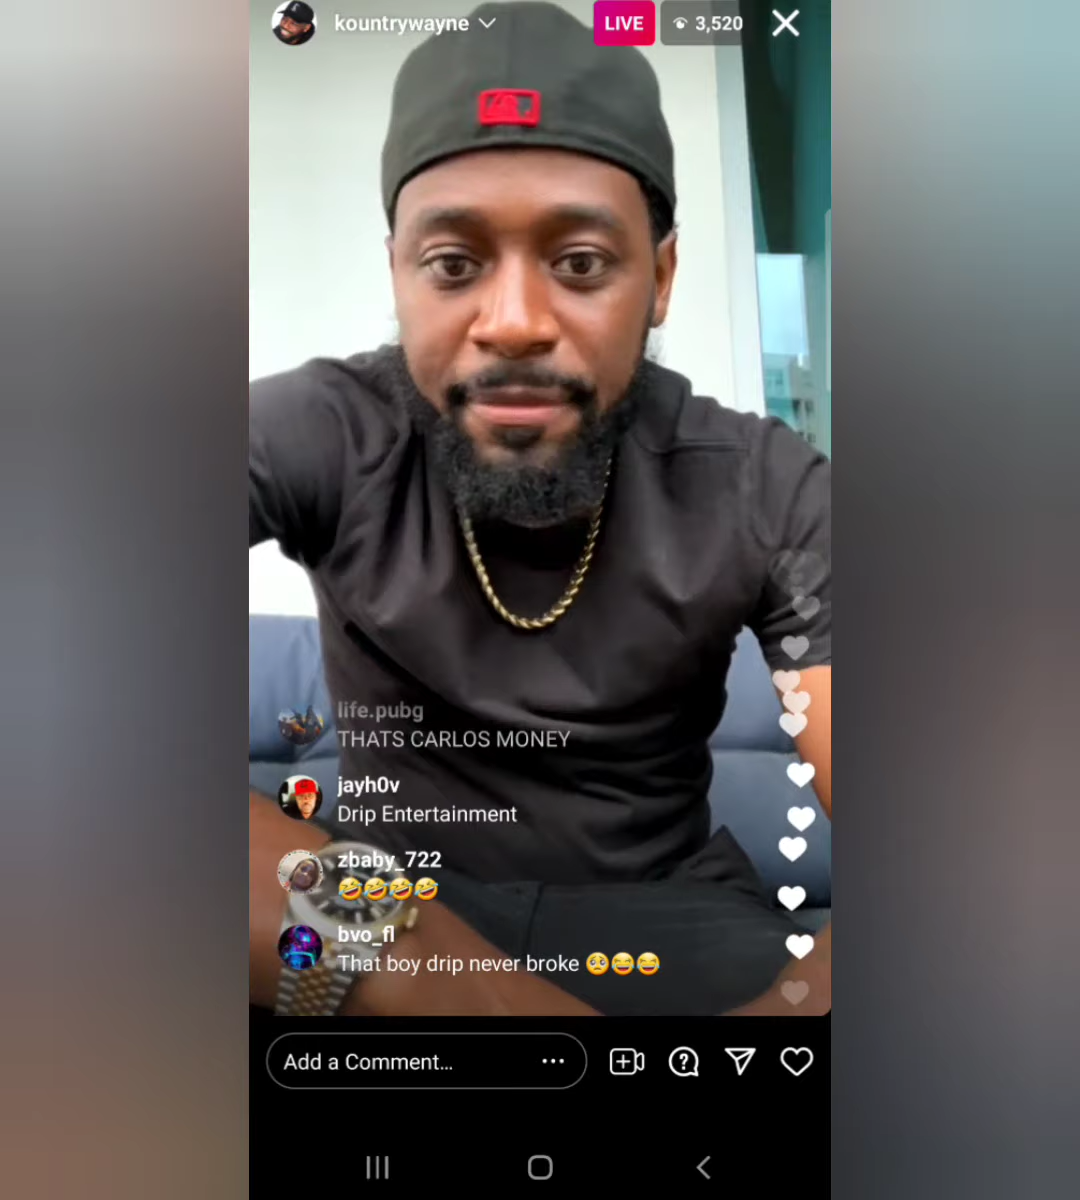 kountrywayne
LIVE
3,520
life.pubg
THATS CARLOS MONEY
jayh0v
Drip Entertainment
zbaby_722
🤣🤣🤣🤣
bvo_fl
That boy drip never broke 🥺😂😂
Add a Comment...